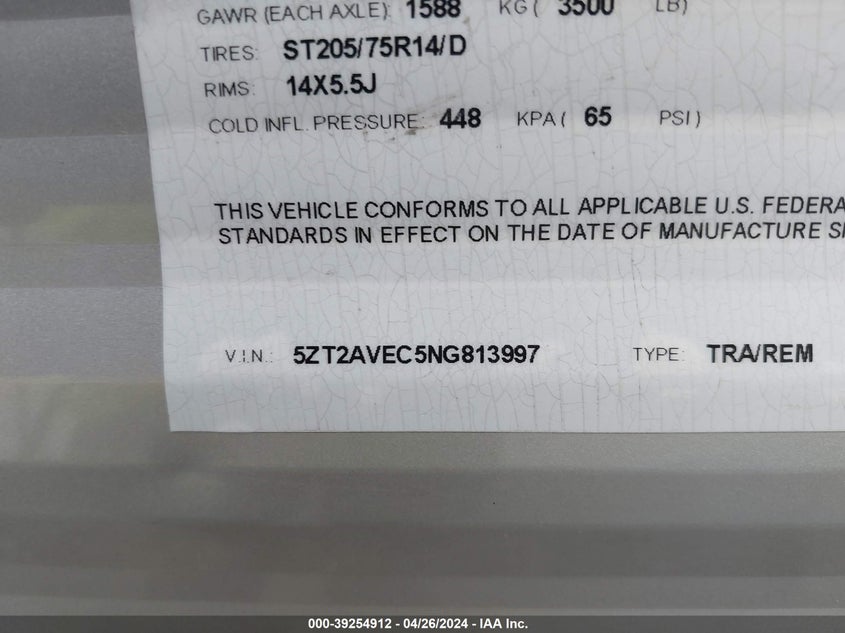 GAWR (EACH AXLE): 1588 KG ( 3500 LB)
TIRES: ST205/75R14/D
RIMS: 14X5.5J
COLD INFL. PRESSURE: 448 KPA ( 65 PSI )
THIS VEHICLE CONFORMS TO ALL APPLICABLE U.S. FEDERA
STANDARDS IN EFFECT ON THE DATE OF MANUFACTURE S
V.I.N.: 5ZT2AVEC5NG813997 TYPE: TRA/REM
000-39254912 - 04/26/2024 - IAA Inc.